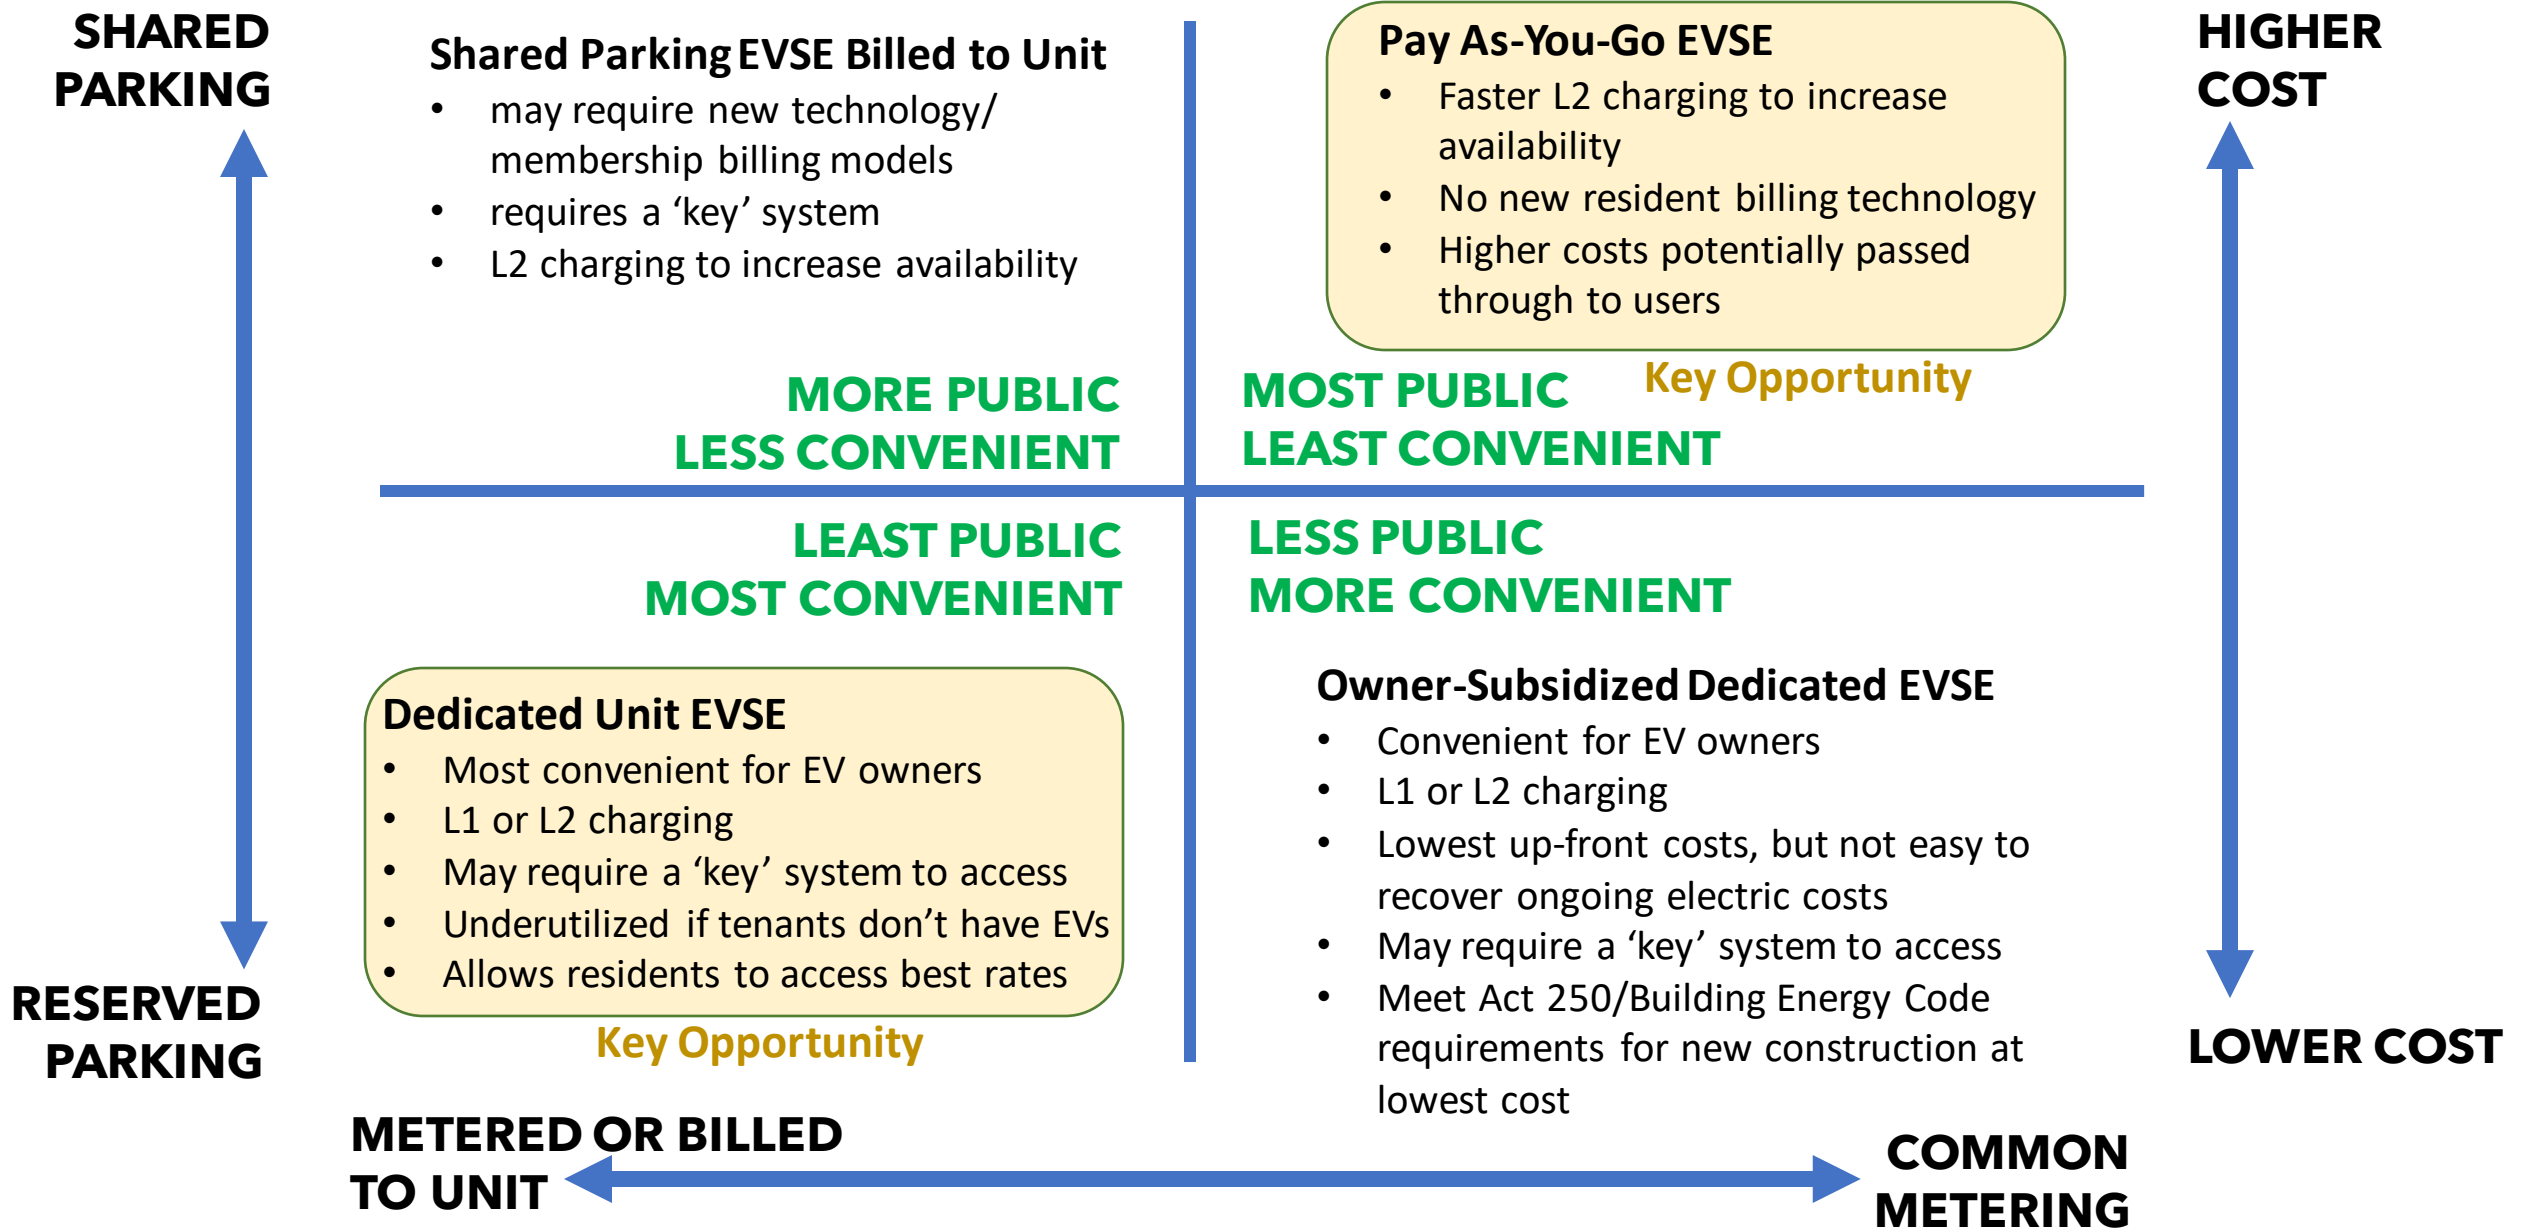 SHARED
PARKING
Shared Parking EVSE Billed to Unit
• may require new technology/
membership billing models
• requires a ‘key’ system
• L2 charging to increase availability
MORE PUBLIC
LESS CONVENIENT
Pay As-You-Go EVSE
• Faster L2 charging to increase
availability
• No new resident billing technology
• Higher costs potentially passed
through to users
Key Opportunity
MOST PUBLIC
LEAST CONVENIENT
HIGHER
COST
LEAST PUBLIC
MOST CONVENIENT
Dedicated Unit EVSE
• Most convenient for EV owners
• L1 or L2 charging
• May require a ‘key’ system to access
• Underutilized if tenants don’t have EVs
• Allows residents to access best rates
Key Opportunity
LESS PUBLIC
MORE CONVENIENT
Owner-Subsidized Dedicated EVSE
• Convenient for EV owners
• L1 or L2 charging
• Lowest up-front costs, but not easy to
recover ongoing electric costs
• May require a ‘key’ system to access
• Meet Act 250/Building Energy Code
requirements for new construction at
lowest cost
RESERVED
PARKING
LOWER COST
METERED OR BILLED
TO UNIT
COMMON
METERING